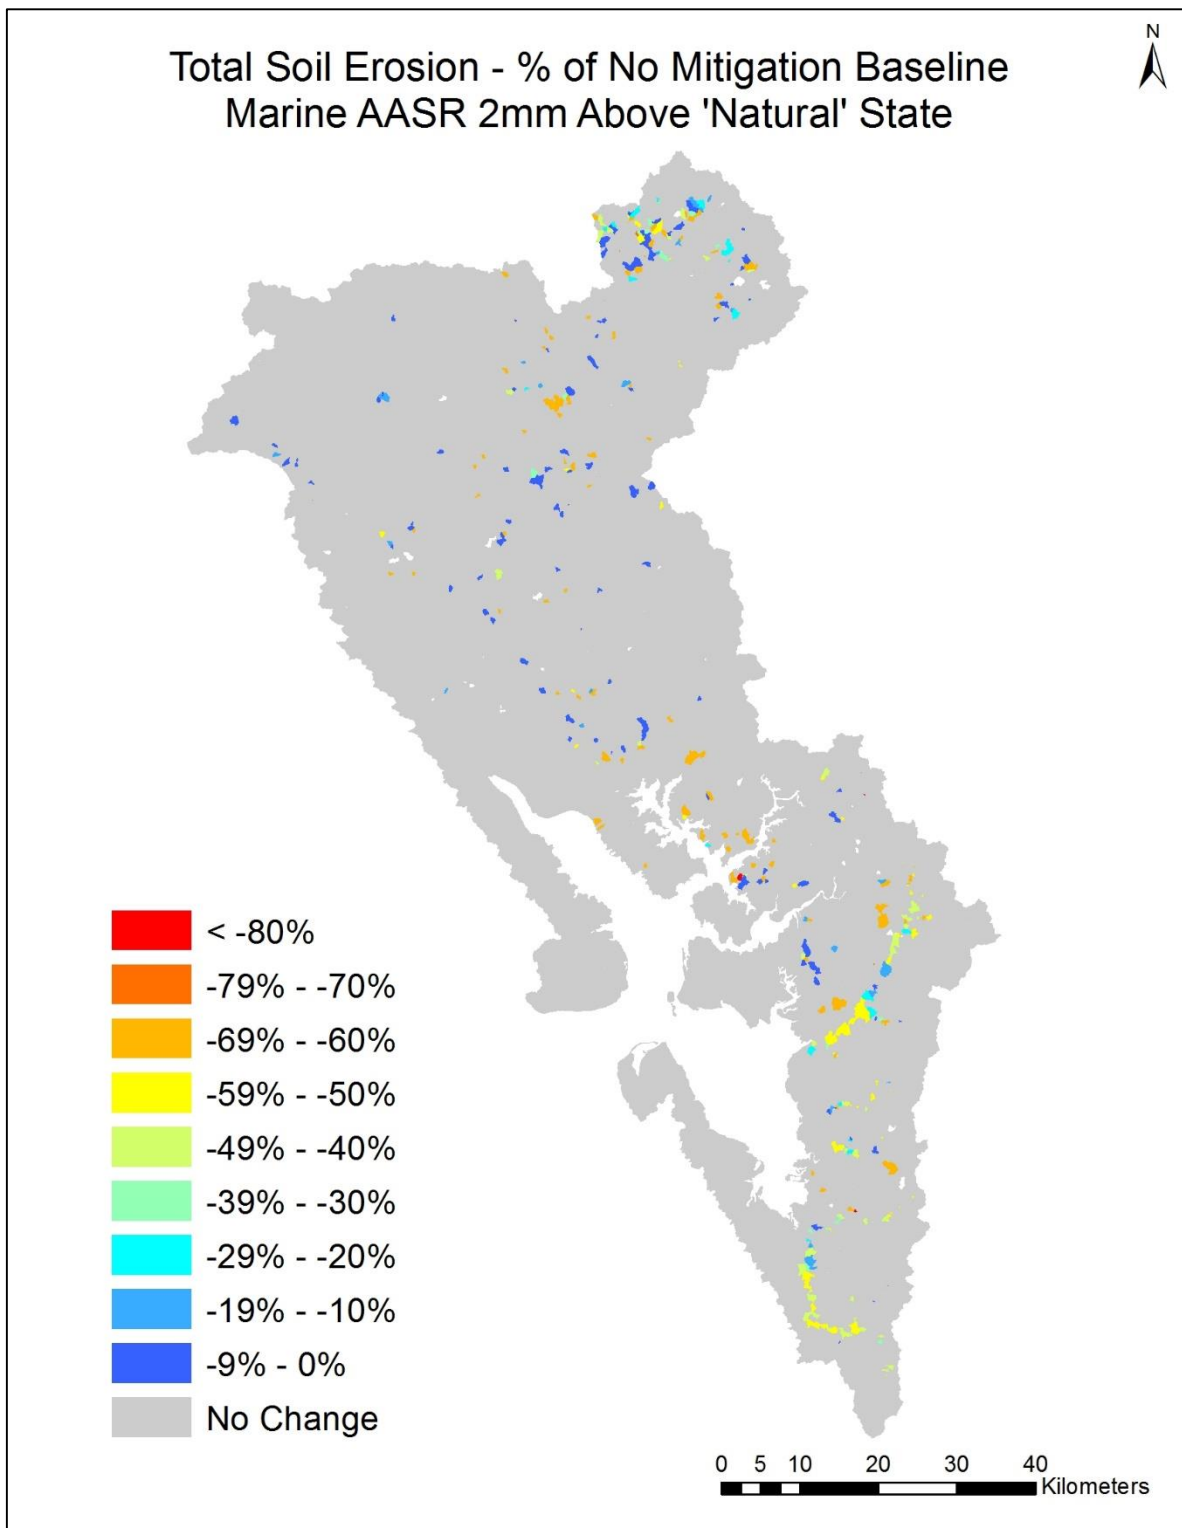 N
Total Soil Erosion - % of No Mitigation Baseline
Marine AASR 2mm Above 'Natural' State
< -80%
-79% - -70%
-69% - -60%
-59% - -50%
-49% - -40%
-39% - -30%
-29% - -20%
-19% - -10%
-9% - 0%
No Change
0 5 10 20 30 40
Kilometers